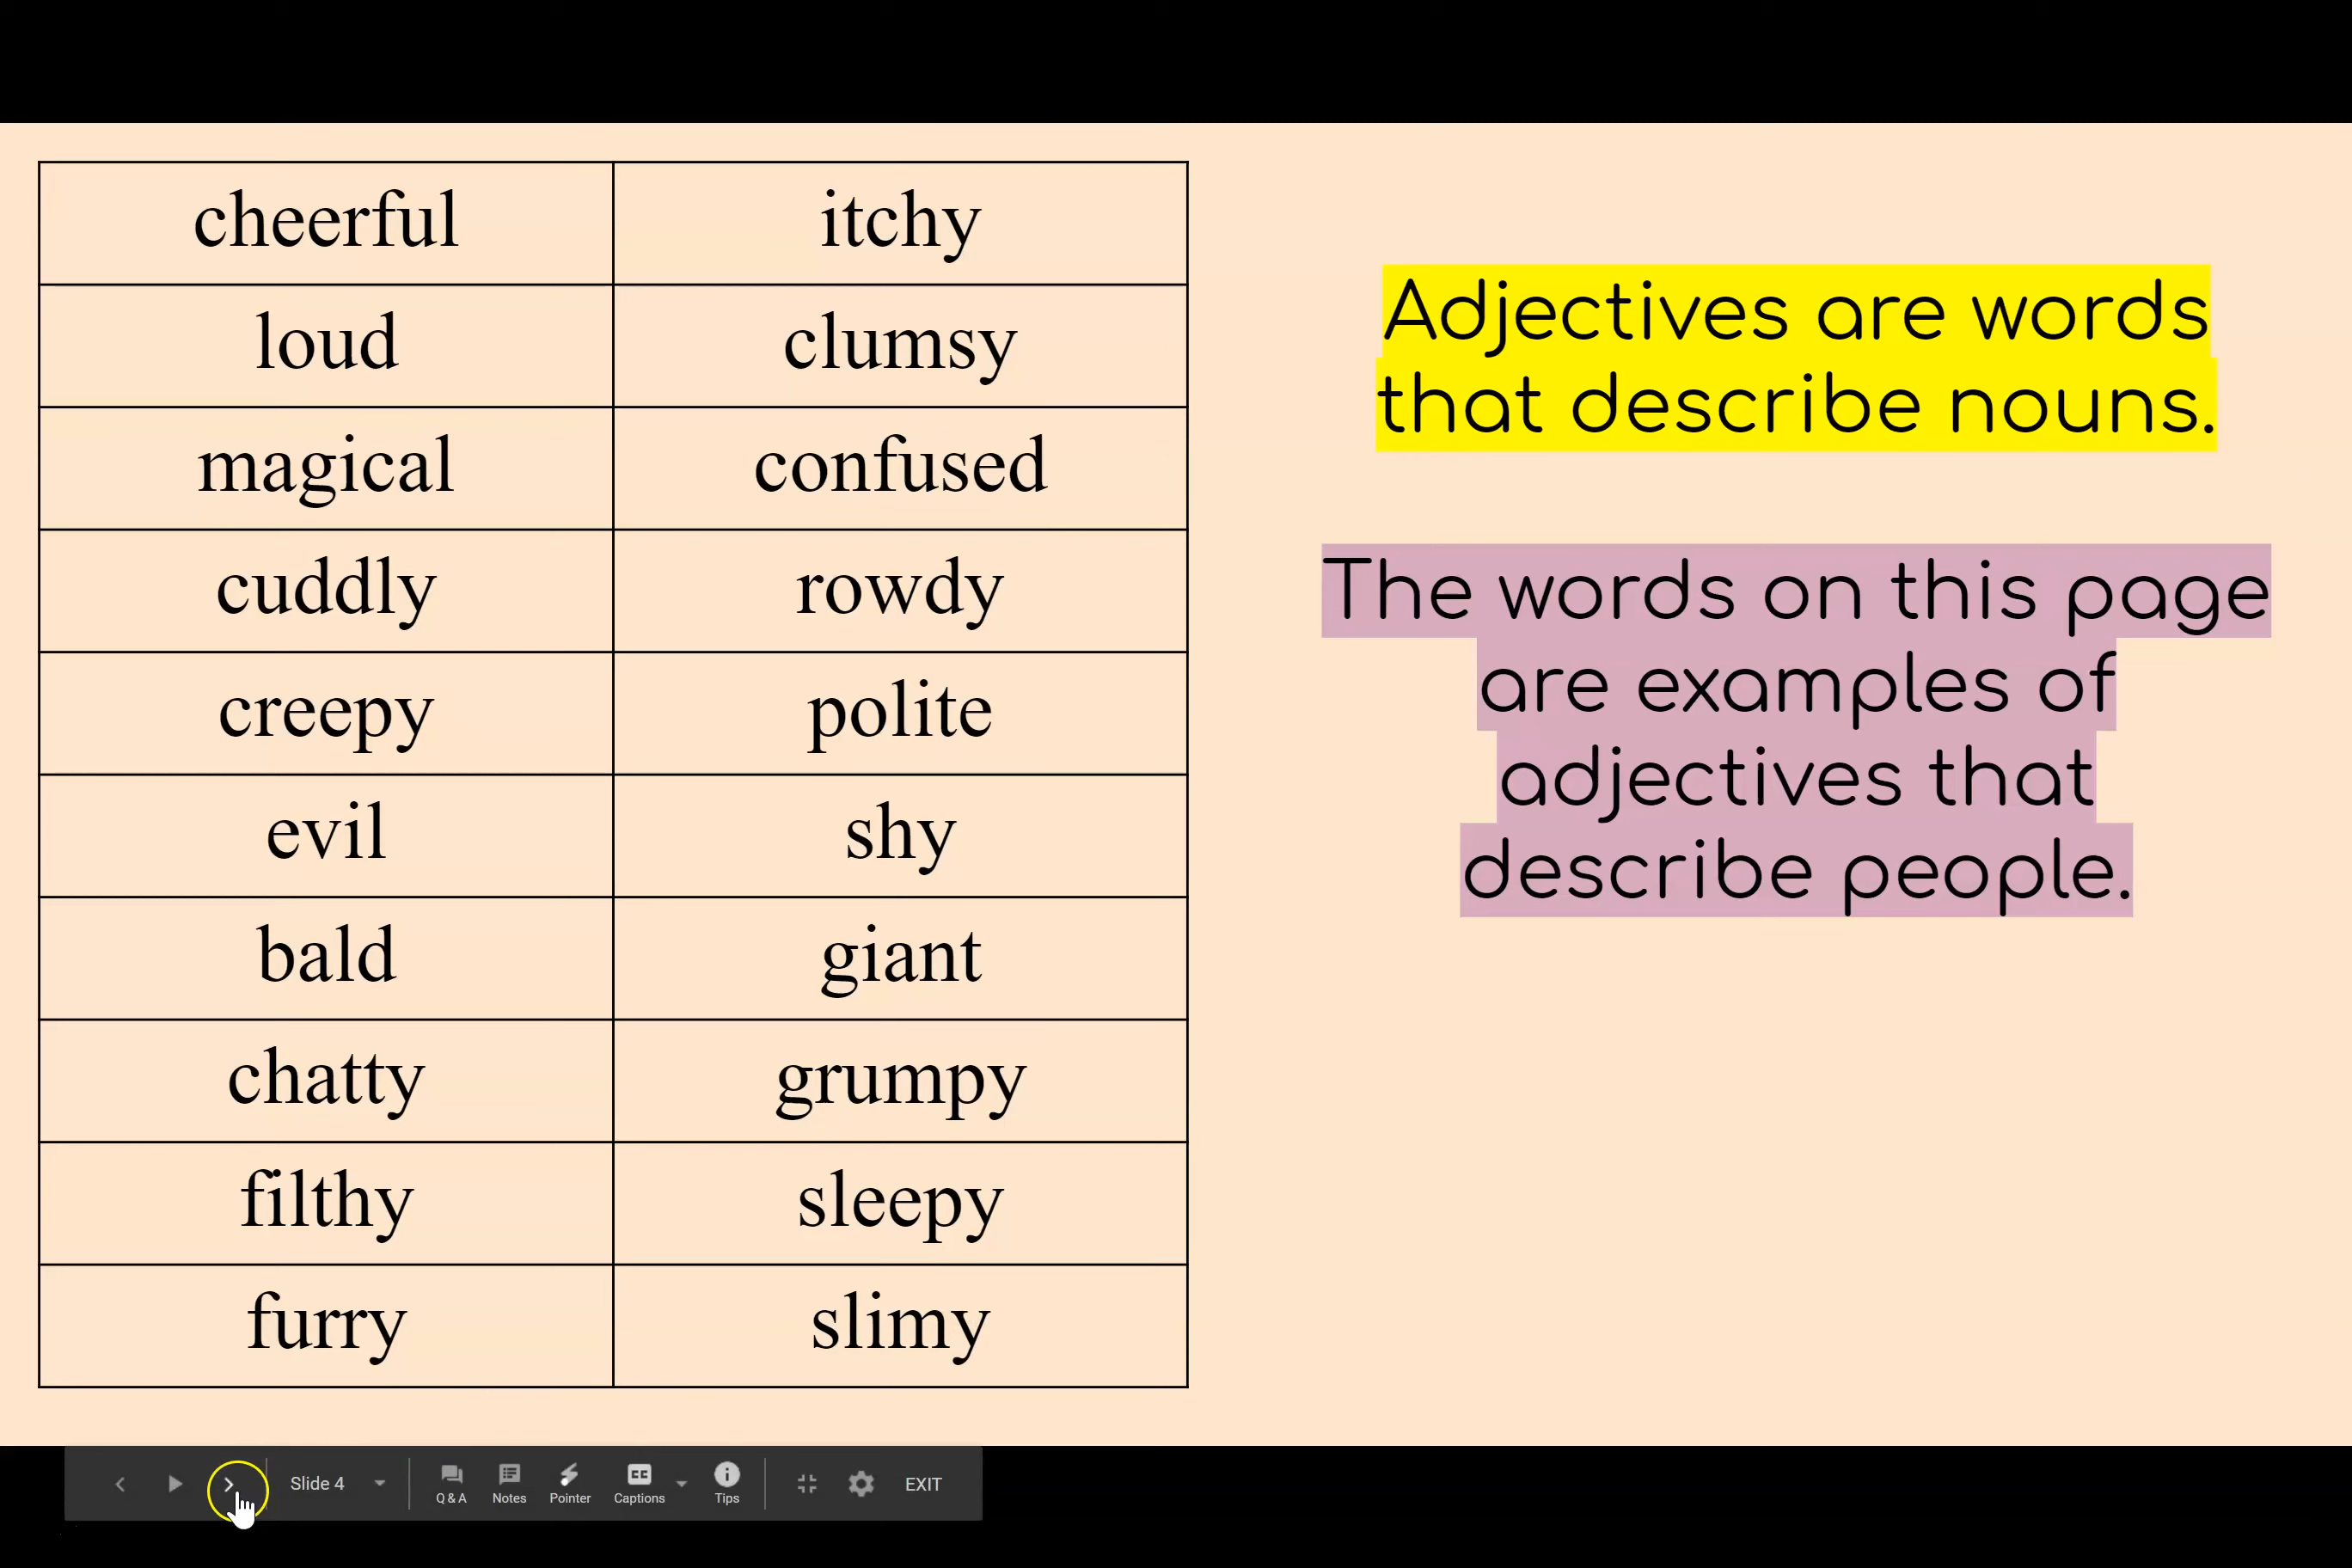 cheerful itchy
loud clumsy
magical confused
cuddly rowdy
creepy polite
evil shy
bald giant
chatty grumpy
filthy sleepy
furry slimy
Adjectives are words
that describe nouns.
The words on this page
are examples of
adjectives that
describe people.
Slide 4 Q & A Notes Pointer CC Captions Tips EXIT